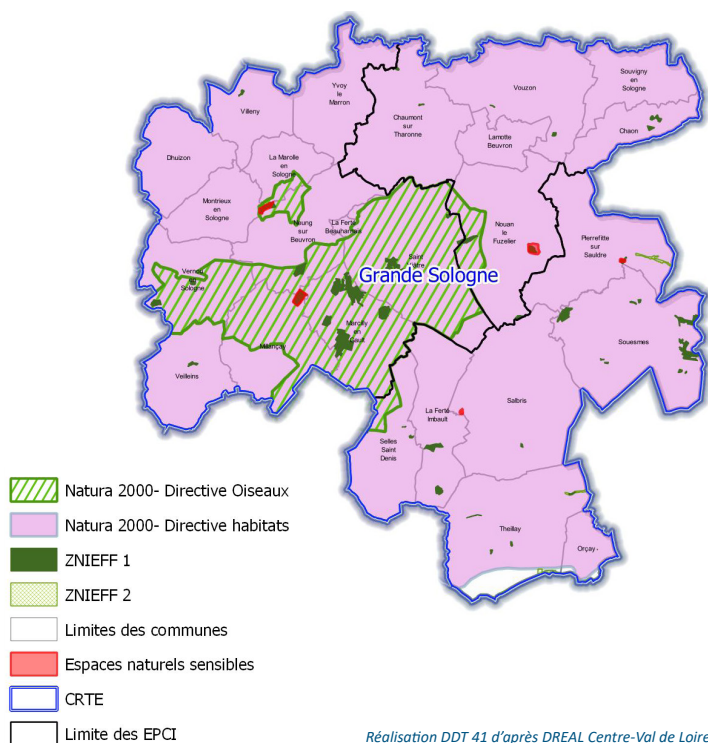 Yvoy
le
Marron
Villeny
Chaumont
sur
Tharonne
Vouzon
Souvigny
en
Sologne
Lamotte
Beuvron
Chaon
Dhuizon
La Marolle
en
Sologne
Montrieux
en
Sologne
Neung
sur
Beuvron
La Ferté
Beauharnais
Nouan
le
Fuzelier
Pierrefitte
sur
Sauldre
Vernou
en
Sologne
Saint
Viâtre
Grande Sologne
Marcilly
en
Gault
Millançay
Veilleins
Souesmes
La Ferté
Imbault
Salbris
Selles
Saint
Denis
Theillay
Orçay
Natura 2000- Directive Oiseaux
Natura 2000- Directive habitats
ZNIEFF 1
ZNIEFF 2
Limites des communes
Espaces naturels sensibles
CRTE
Limite des EPCI
Réalisation DDT 41 d'après DREAL Centre-Val de Loire